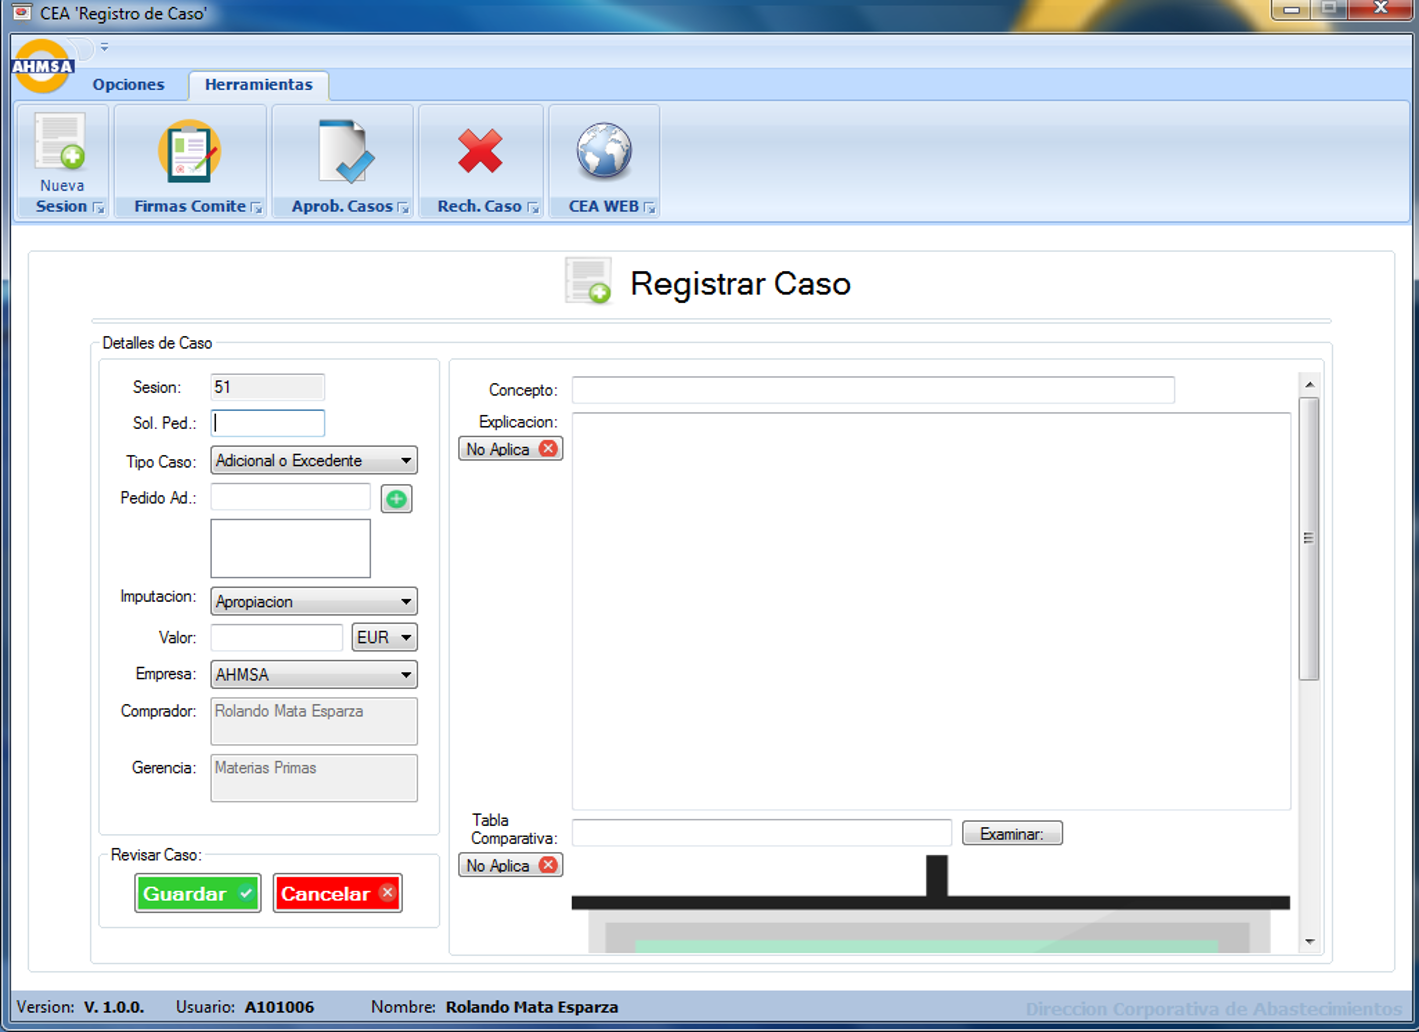 CEA 'Registro de Caso'
AHMSA
Opciones
Herramientas
Nueva
Sesion
Firmas Comite
Aprob. Casos
Rech. Caso
CEA WEB
Registrar Caso
Detalles de Caso
Sesion: 51
Sol. Ped.:
Tipo Caso: Adicional o Excedente
Pedido Ad.:
Imputacion: Apropiacion
Valor: EUR
Empresa: AHMSA
Comprador: Rolando Mata Esparza
Gerencia: Materias Primas
Revisar Caso:
Guardar
Cancelar
Concepto:
Explicacion:
No Aplica
Tabla
Comparativa:
Examinar:
No Aplica
Version: V. 1.0.0. Usuario: A101006 Nombre: Rolando Mata Esparza
Direccion Corporativa de Abastecimientos